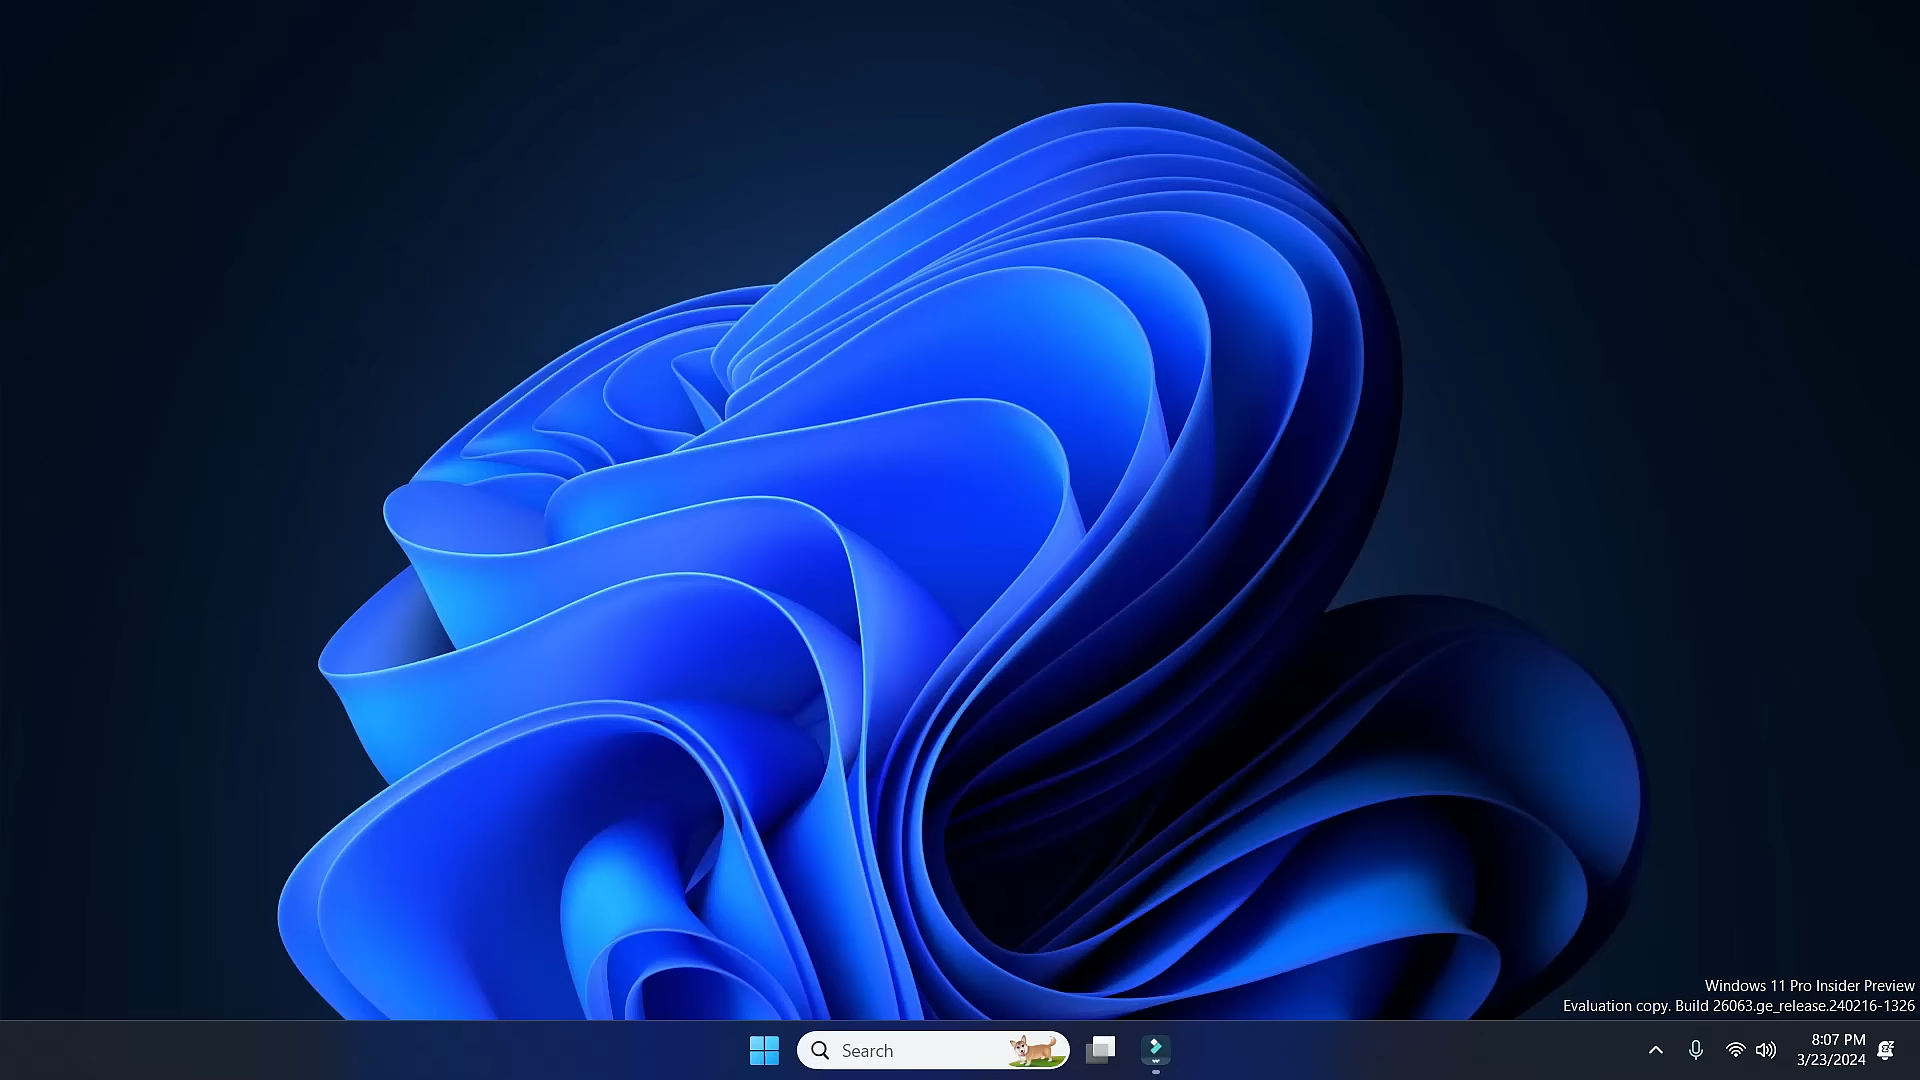 Windows 11 Pro Insider Preview
Evaluation copy. Build 26063.ge_release.240216-1326
Search
8:07 PM
3/23/2024